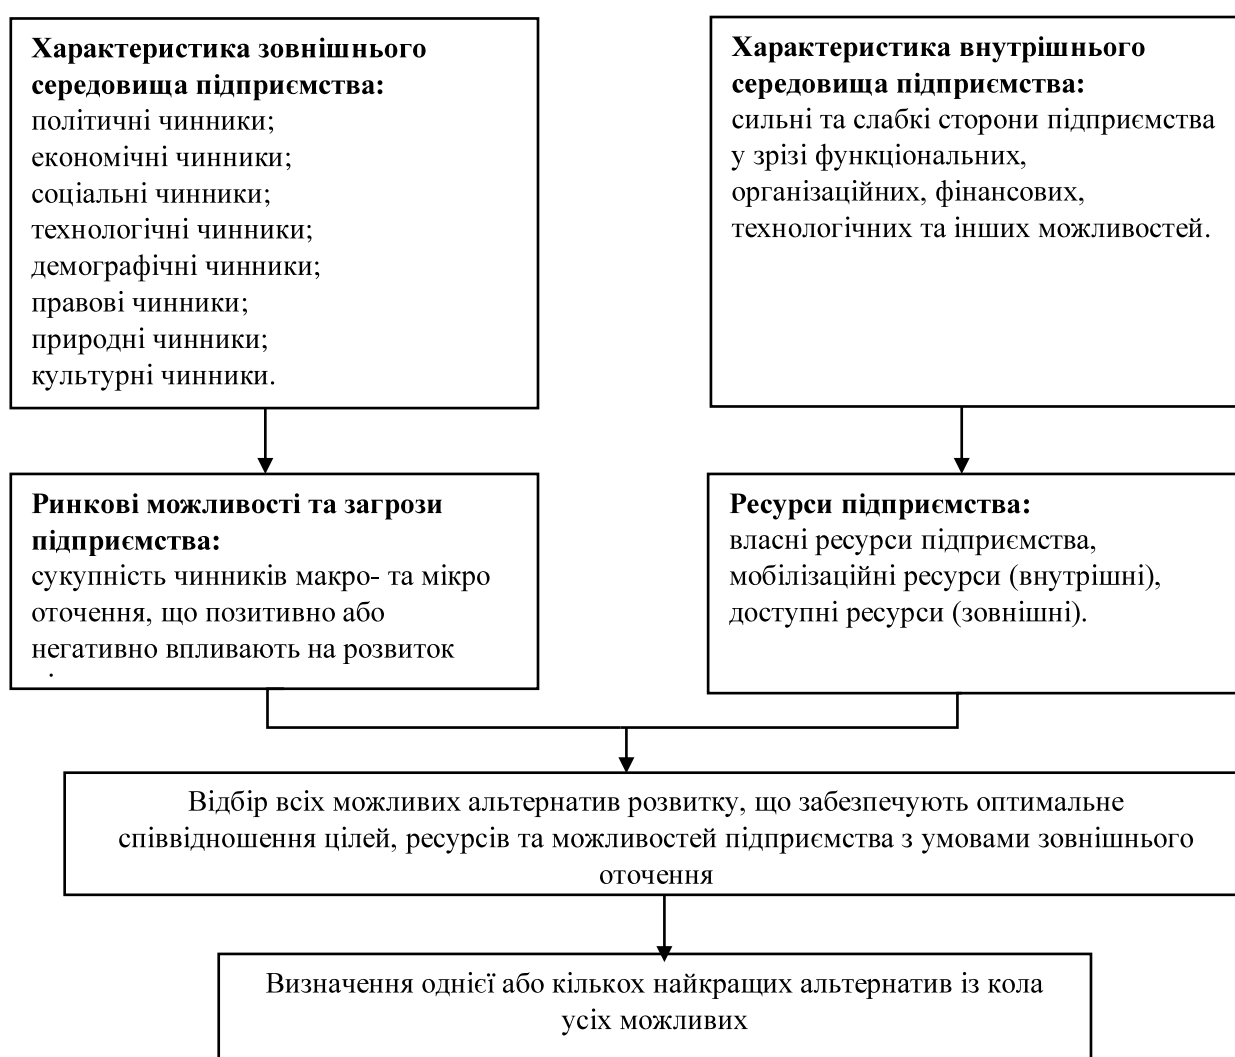 Характеристика зовнішнього
середовища підприємства:
політичні чинники;
економічні чинники;
соціальні чинники;
технологічні чинники;
демографічні чинники;
правові чинники;
природні чинники;
культурні чинники.
Характеристика внутрішнього
середовища підприємства:
сильні та слабкі сторони підприємства
у зрізі функціональних,
організаційних, фінансових,
технологічних та інших можливостей.
Ринкові можливості та загрози
підприємства:
сукупність чинників макро- та мікро
оточення, що позитивно або
негативно впливають на розвиток
Ресурси підприємства:
власні ресурси підприємства,
мобілізаційні ресурси (внутрішні),
доступні ресурси (зовнішні).
Відбір всіх можливих альтернатив розвитку, що забезпечують оптимальне
співвідношення цілей, ресурсів та можливостей підприємства з умовами зовнішнього
оточення
Визначення однієї або кількох найкращих альтернатив із кола
усіх можливих